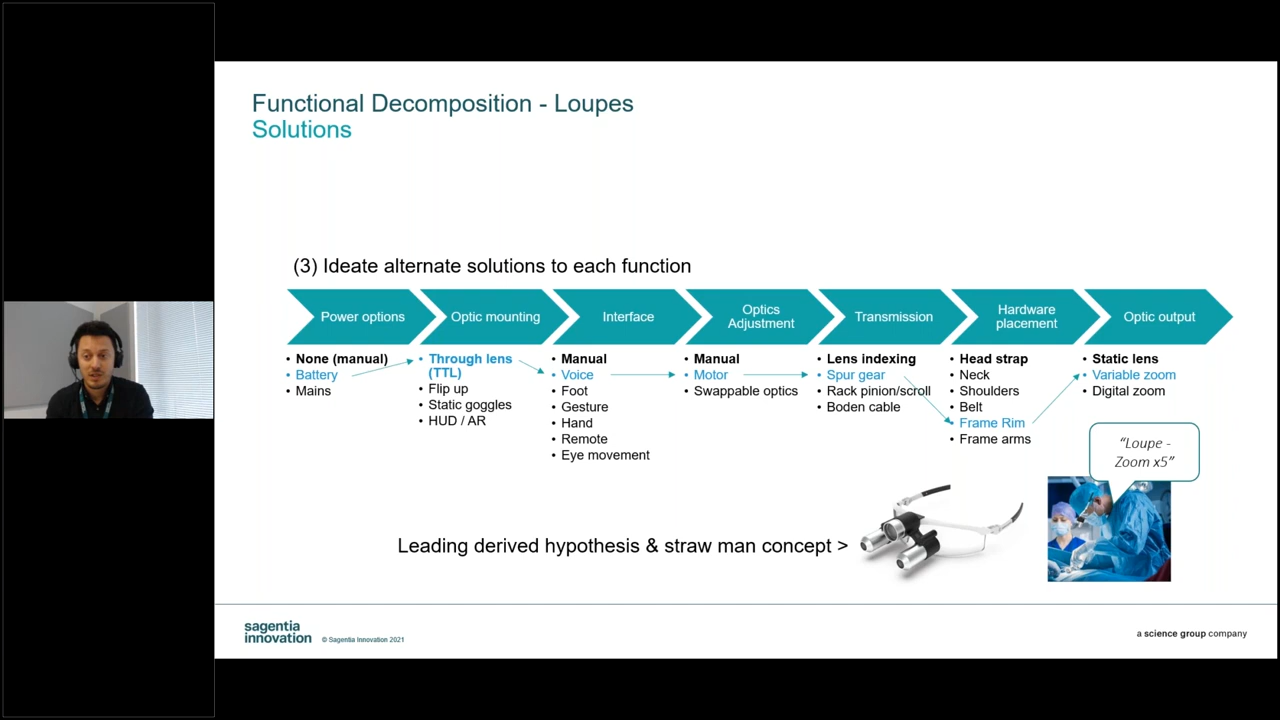 Functional Decomposition - Loupes
Solutions
(3) Ideate alternate solutions to each function
Power options
Optic mounting
Interface
Optics
Adjustment
Transmission
Hardware
placement
Optic output
• None (manual)
• Battery
• Mains
• Through lens
(TTL)
• Flip up
• Static goggles
• HUD / AR
• Manual
• Voice
• Foot
• Gesture
• Hand
• Remote
• Eye movement
• Manual
• Motor
• Swappable optics
• Lens indexing
• Spur gear
• Rack pinion/scroll
• Boden cable
• Head strap
• Neck
• Shoulders
• Belt
• Frame Rim
• Frame arms
• Static lens
• Variable zoom
• Digital zoom
"Loupe -
Zoom x5"
Leading derived hypothesis & straw man concept >
sagentia
innovation
© Sagentia Innovation 2021
a science group company